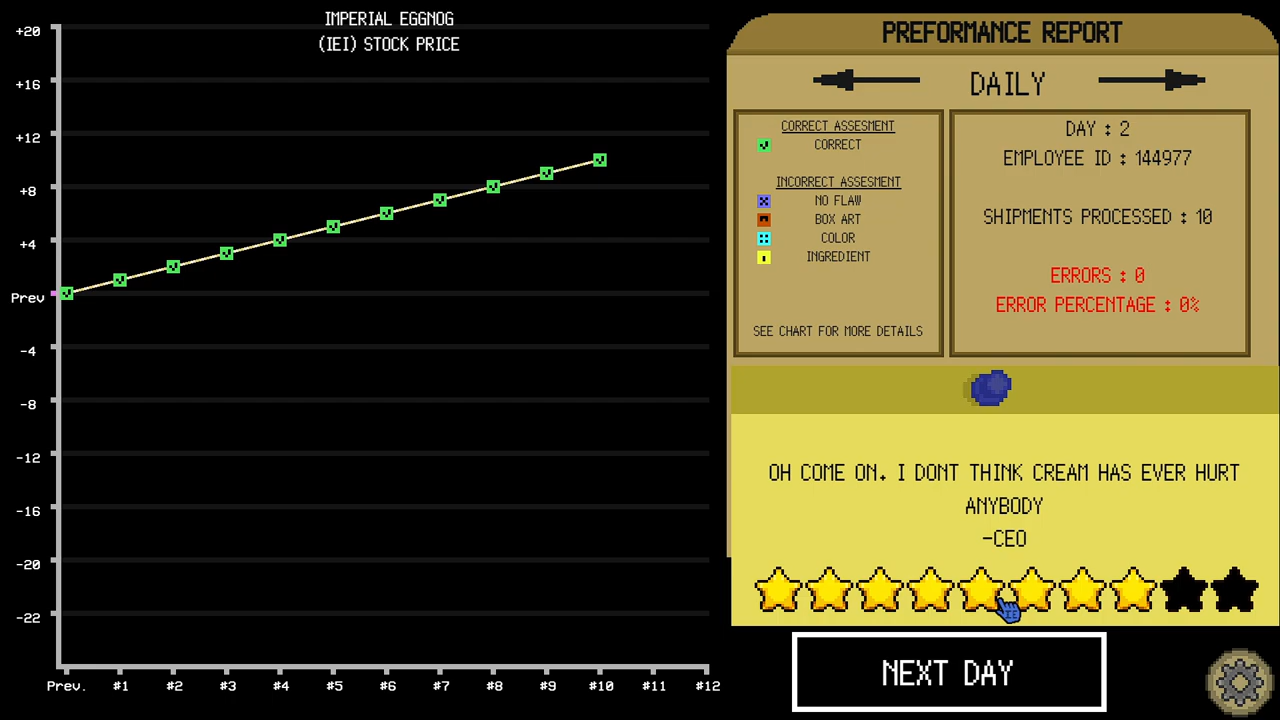 IMPERIAL EGGNOG
(IEI) STOCK PRICE
+20
+16
+12
+8
+4
Prev
-4
-8
-12
-16
-20
-22
Prev.
#1
#2
#3
#4
#5
#6
#7
#8
#9
#10
#11
#12
PREFORMANCE REPORT
DAILY
CORRECT ASSESMENT
CORRECT
INCORRECT ASSESMENT
NO FLAW
BOX ART
COLOR
INGREDIENT
SEE CHART FOR MORE DETAILS
DAY : 2
EMPLOYEE ID : 144977
SHIPMENTS PROCESSED : 10
ERRORS : 0
ERROR PERCENTAGE : 0%
OH COME ON. I DONT THINK CREAM HAS EVER HURT
ANYBODY
-CEO
NEXT DAY